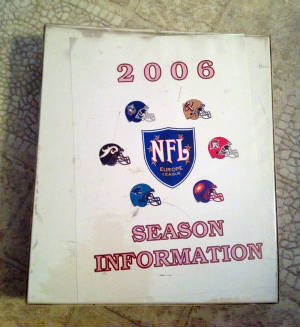 2006
NFL
EUROPE
LEAGUE
SEASON
INFORMATION